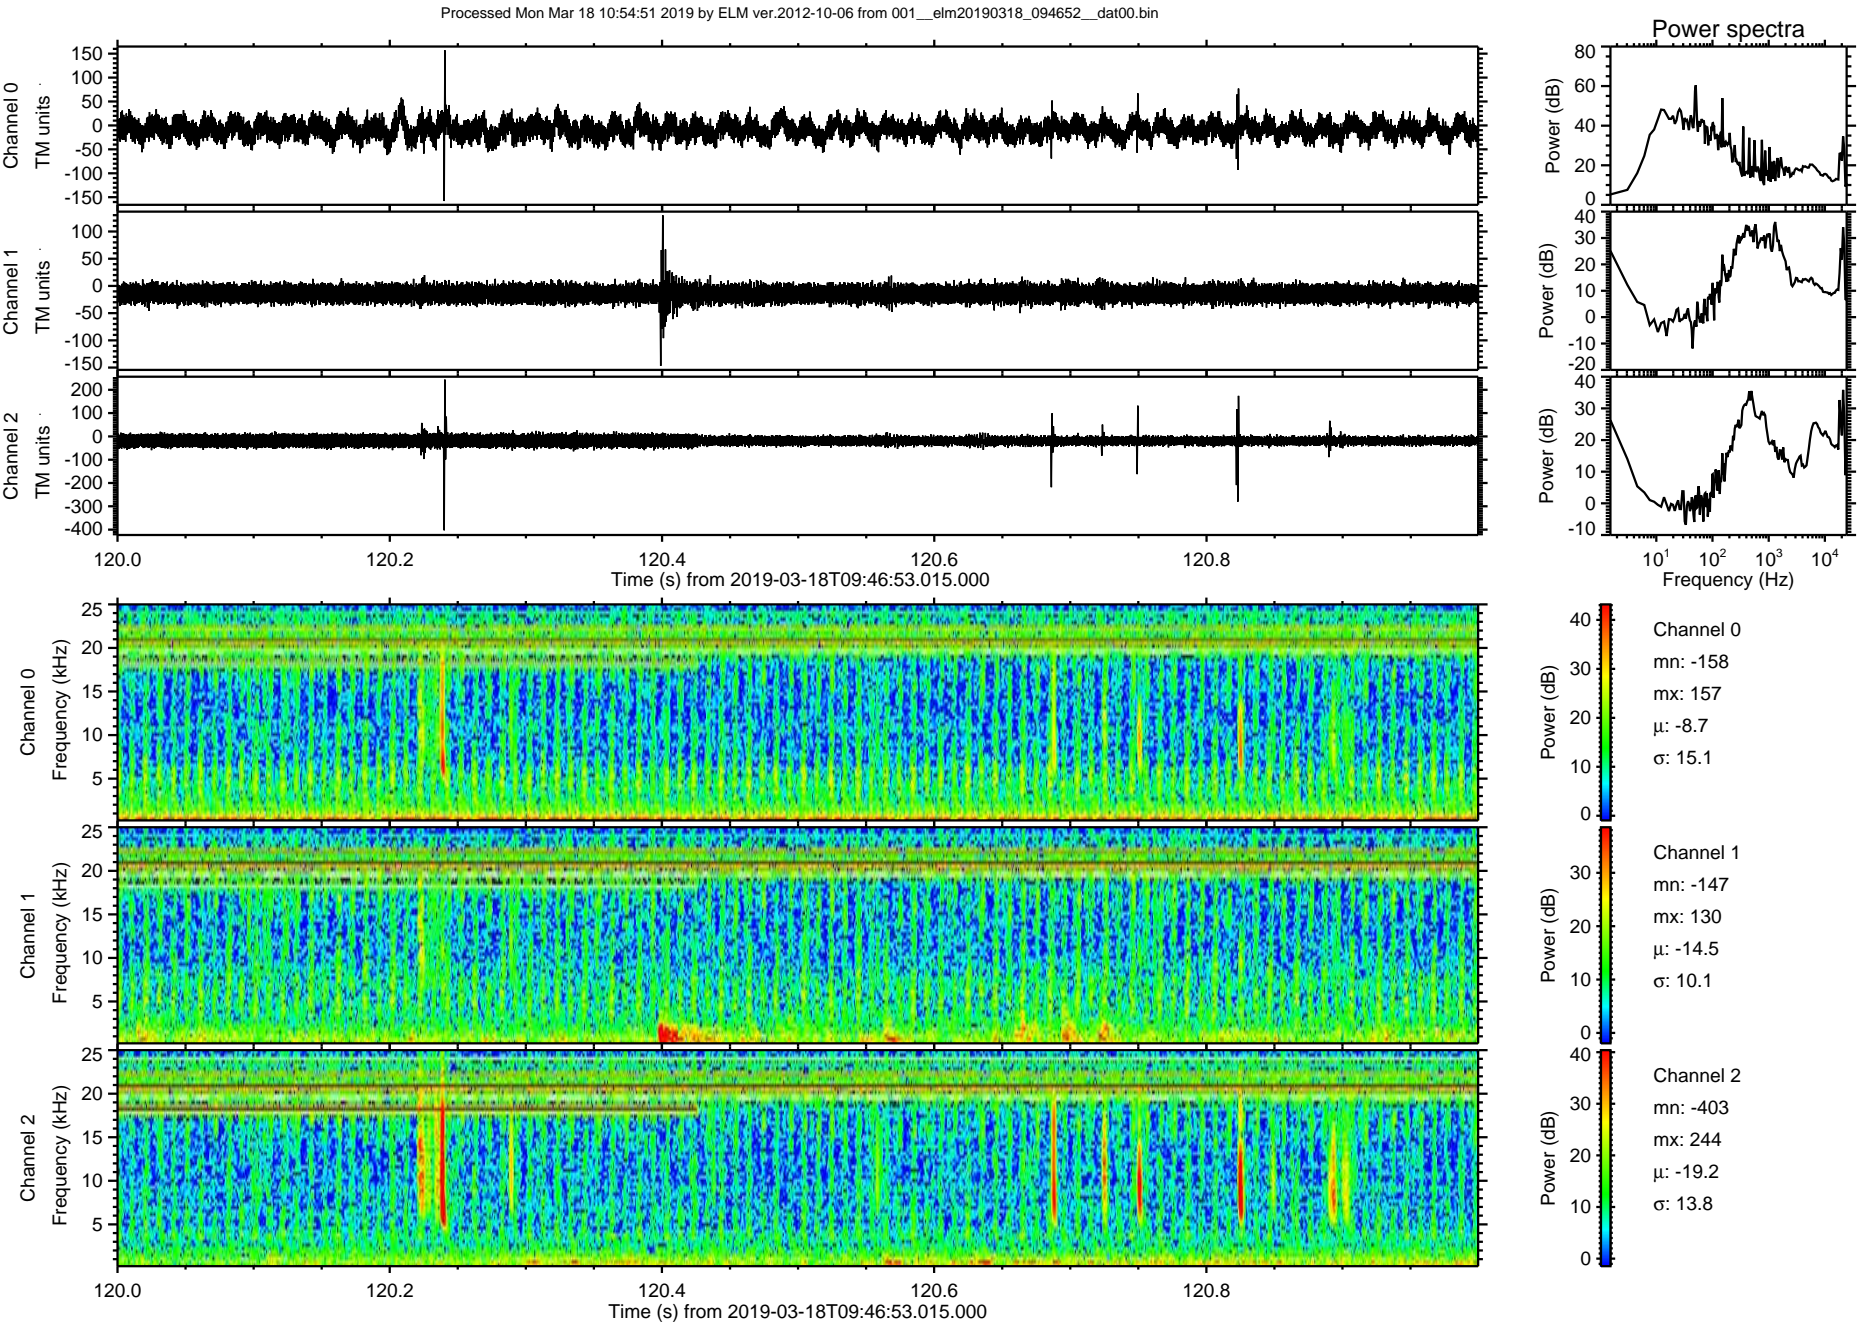 Processed Mon Mar 18 10:54:51 2019 by ELM ver.2012-10-06 from 001__elm20190318_094652__dat00.bin
Power spectra
Channel 0
TM units
150
100
50
0
-50
-100
-150
Power (dB)
80
60
40
20
0
Channel 1
TM units
100
50
0
-50
-100
-150
Power (dB)
40
30
20
10
0
-10
-20
Channel 2
TM units
200
100
0
-100
-200
-300
-400
Power (dB)
40
30
20
10
0
-10
120.0 120.2 120.4 120.6 120.8
Time (s) from 2019-03-18T09:46:53.015.000
10^1 10^2 10^3 10^4
Frequency (Hz)
Channel 0
Frequency (kHz)
25
20
15
10
5
Power (dB)
40
30
20
10
0
Channel 0
mn: -158
mx: 157
μ: -8.7
σ: 15.1
Channel 1
Frequency (kHz)
25
20
15
10
5
Power (dB)
30
20
10
0
Channel 1
mn: -147
mx: 130
μ: -14.5
σ: 10.1
Channel 2
Frequency (kHz)
25
20
15
10
5
Power (dB)
40
30
20
10
0
Channel 2
mn: -403
mx: 244
μ: -19.2
σ: 13.8
120.0 120.2 120.4 120.6 120.8
Time (s) from 2019-03-18T09:46:53.015.000